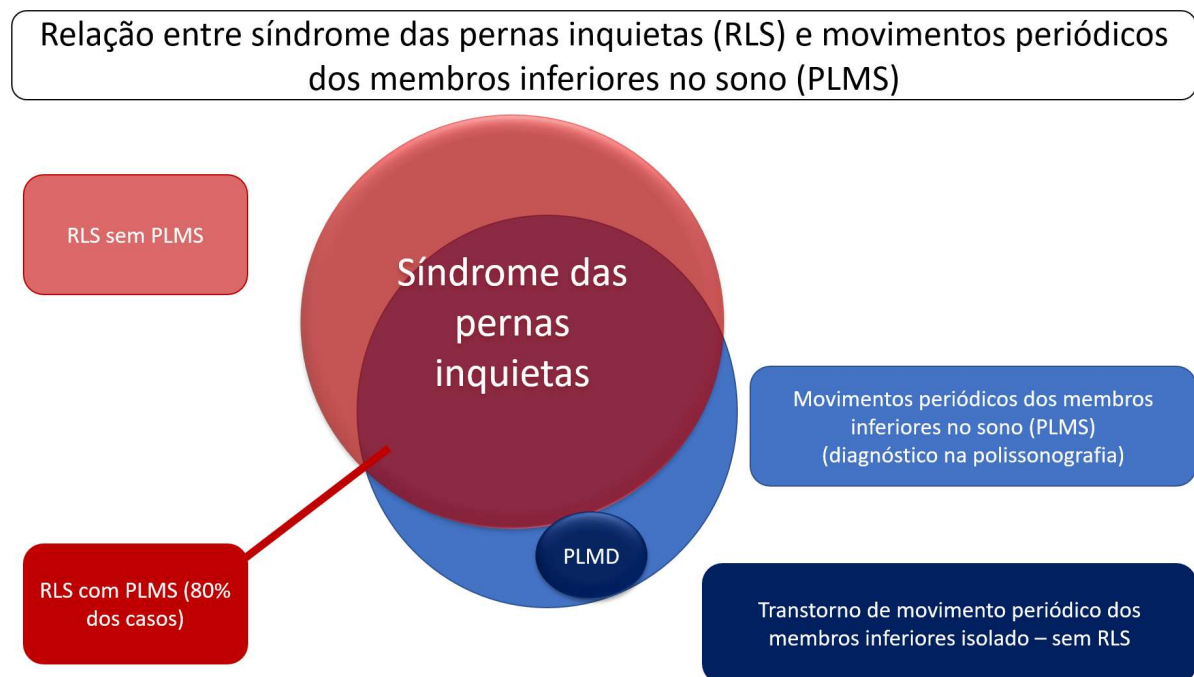 Relação entre síndrome das pernas inquietas (RLS) e movimentos periódicos
dos membros inferiores no sono (PLMS)
RLS sem PLMS
Síndrome das
pernas
inquietas
Movimentos periódicos dos membros
inferiores no sono (PLMS)
(diagnóstico na polissonografia)
PLMD
RLS com PLMS (80%
dos casos)
Transtorno de movimento periódico dos
membros inferiores isolado – sem RLS